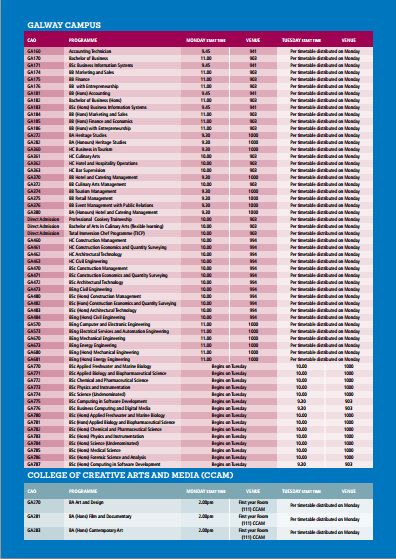 GALWAY CAMPUS
CAO PROGRAMME MONDAY START TIME VENUE TUESDAY START TIME VENUE
GA160 Accounting Technician 9.45 941 Per timetable distributed on Monday
GA170 Bachelor of Business 11.00 903 Per timetable distributed on Monday
GA171 BSc Business Information Systems 9.45 941 Per timetable distributed on Monday
GA174 BB Marketing and Sales 11.00 903 Per timetable distributed on Monday
GA175 BB Finance 11.00 903 Per timetable distributed on Monday
GA176 BB with Entrepreneurship 11.00 903 Per timetable distributed on Monday
GA181 BB (Hons) Accounting 9.45 941 Per timetable distributed on Monday
GA182 Bachelor of Business (Hons) 11.00 903 Per timetable distributed on Monday
GA183 BSc (Hons) Business Information Systems 9.45 941 Per timetable distributed on Monday
GA184 BB (Hons) Marketing and Sales 11.00 903 Per timetable distributed on Monday
GA185 BB (Hons) Finance and Economics 11.00 903 Per timetable distributed on Monday
GA186 BB (Hons) with Entrepreneurship 11.00 903 Per timetable distributed on Monday
GA272 BA Heritage Studies 9.30 1000 Per timetable distributed on Monday
GA282 BA (Honours) Heritage Studies 9.30 1000 Per timetable distributed on Monday
GA360 HC Business in Tourism 9.30 1000 Per timetable distributed on Monday
GA361 HC Culinary Arts 10.00 903 Per timetable distributed on Monday
GA362 HC Hotel and Hospitality Operations 10.00 903 Per timetable distributed on Monday
GA363 HC Bar Supervision 10.00 903 Per timetable distributed on Monday
GA370 BB Hotel and Catering Management 9.30 1000 Per timetable distributed on Monday
GA372 BB Culinary Arts Management 10.00 903 Per timetable distributed on Monday
GA374 BB Tourism Management 9.30 1000 Per timetable distributed on Monday
GA375 BB Retail Management 9.30 1000 Per timetable distributed on Monday
GA376 BB Event Management with Public Relations 9.30 1000 Per timetable distributed on Monday
GA380 BA (Honours) Hotel and Catering Management 9.30 1000 Per timetable distributed on Monday
Direct Admission Professional Cookery Traineeship 10.00 903 Per timetable distributed on Monday
Direct Admission Bachelor of Arts in Culinary Arts (flexible learning) 10.00 903 Per timetable distributed on Monday
Direct Admission Total Immersion Chef Programme (TICP) 10.00 903 Per timetable distributed on Monday
GA460 HC Construction Management 10.00 994 Per timetable distributed on Monday
GA461 HC Construction Economics and Quantity Surveying 10.00 994 Per timetable distributed on Monday
GA462 HC Architectural Technology 10.00 994 Per timetable distributed on Monday
GA463 HC Civil Engineering 10.00 994 Per timetable distributed on Monday
GA470 BSc Construction Management 10.00 994 Per timetable distributed on Monday
GA471 BSc Construction Economics and Quantity Surveying 10.00 994 Per timetable distributed on Monday
GA472 BSc Architectural Technology 10.00 994 Per timetable distributed on Monday
GA473 BEng Civil Engineering 10.00 994 Per timetable distributed on Monday
GA480 BSc (Hons) Construction Management 10.00 994 Per timetable distributed on Monday
GA482 BSc (Hons) Construction Economics and Quantity Surveying 10.00 994 Per timetable distributed on Monday
GA483 BSc (Hons) Architectural Technology 10.00 994 Per timetable distributed on Monday
GA484 BEng (Hons) Civil Engineering 10.00 994 Per timetable distributed on Monday
GA570 BEng Computer and Electronic Engineering 11.00 1000 Per timetable distributed on Monday
GA573 BEng Electrical Services and Automation Engineering 11.00 1000 Per timetable distributed on Monday
GA670 BEng Mechanical Engineering 11.00 1000 Per timetable distributed on Monday
GA673 BEng Energy Engineering 11.00 1000 Per timetable distributed on Monday
GA680 BEng (Hons) Mechanical Engineering 11.00 1000 Per timetable distributed on Monday
GA681 BEng (Hons) Energy Engineering 11.00 1000 Per timetable distributed on Monday
GA770 BSc Applied Freshwater and Marine Biology Begins on Tuesday 10.00 1000
GA771 BSc Applied Biology and Biopharmaceutical Science Begins on Tuesday 10.00 1000
GA772 BSc Chemical and Pharmaceutical Science Begins on Tuesday 10.00 1000
GA773 BSc Physics and Instrumentation Begins on Tuesday 10.00 1000
GA774 BSc Science (Undenominated) Begins on Tuesday 10.00 1000
GA775 BSc Computing in Software Development Begins on Tuesday 9.30 903
GA776 BSc Business Computing and Digital Media Begins on Tuesday 9.30 903
GA780 BSc (Hons) Applied Freshwater and Marine Biology Begins on Tuesday 10.00 1000
GA781 BSc (Hons) Applied Biology and Biopharmaceutical Science Begins on Tuesday 10.00 1000
GA782 BSc (Hons) Chemical and Pharmaceutical Science Begins on Tuesday 10.00 1000
GA783 BSc (Hons) Physics and Instrumentation Begins on Tuesday 10.00 1000
GA784 BSc (Hons) Science (Undenominated) Begins on Tuesday 10.00 1000
GA785 BSc (Hons) Medical Science Begins on Tuesday 10.00 1000
GA786 BSc (Hons) Forensic Science and Analysis Begins on Tuesday 10.00 1000
GA787 BSc (Hons) Computing in Software Development Begins on Tuesday 9.30 903
COLLEGE OF CREATIVE ARTS AND MEDIA (CCAM)
CAO PROGRAMME MONDAY START TIME VENUE TUESDAY START TIME VENUE
GA270 BA Art and Design 2.00pm First year Room (111) CCAM Per timetable distributed on Monday
GA281 BA (Hons) Film and Documentary 2.00pm First year Room (111) CCAM Per timetable distributed on Monday
GA283 BA (Hons) Contemporary Art 2.00pm First year Room (111) CCAM Per timetable distributed on Monday